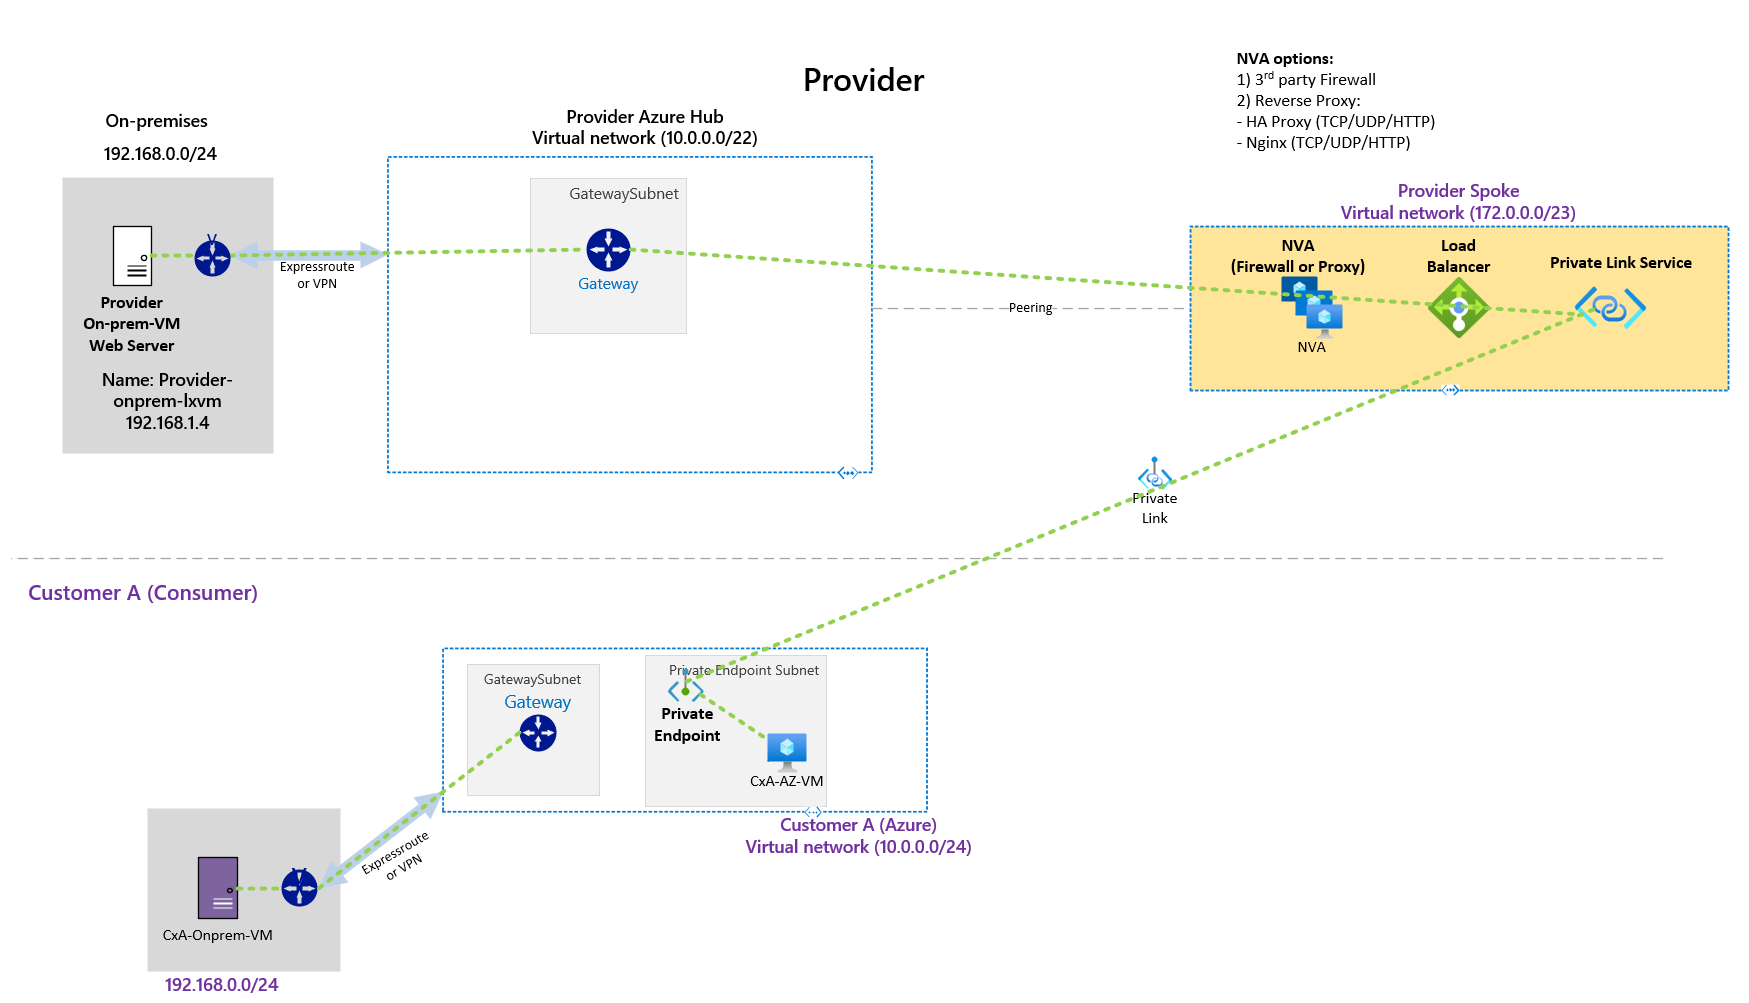 Provider
NVA options:
1) 3rd party Firewall
2) Reverse Proxy:
- HA Proxy (TCP/UDP/HTTP)
- Nginx (TCP/UDP/HTTP)
On-premises
192.168.0.0/24
Provider Azure Hub
Virtual network (10.0.0.0/22)
GatewaySubnet
Gateway
Expressroute
or VPN
Provider
On-prem-VM
Web Server
Name: Provider-
onprem-lxvm
192.168.1.4
Peering
Provider Spoke
Virtual network (172.0.0.0/23)
NVA
(Firewall or Proxy)
NVA
Load
Balancer
Private Link Service
Private
Link
Customer A (Consumer)
GatewaySubnet
Gateway
Private Endpoint Subnet
Private
Endpoint
CxA-AZ-VM
Customer A (Azure)
Virtual network (10.0.0.0/24)
Expressroute
or VPN
CxA-Onprem-VM
192.168.0.0/24